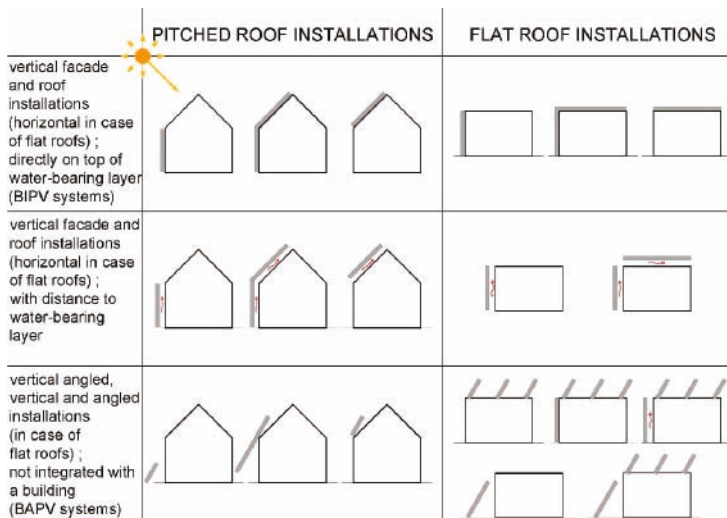 PITCHED ROOF INSTALLATIONS
FLAT ROOF INSTALLATIONS
vertical facade
and roof
installations
(horizontal in case
of flat roofs) ;
directly on top of
water-bearing layer
(BIPV systems)
vertical facade and
roof installations
(horizontal in case
of flat roofs) ;
with distance to
water-bearing
layer
vertical angled,
vertical and angled
installations
(in case of
flat roofs) ;
not integrated with
a building
(BAPV systems)